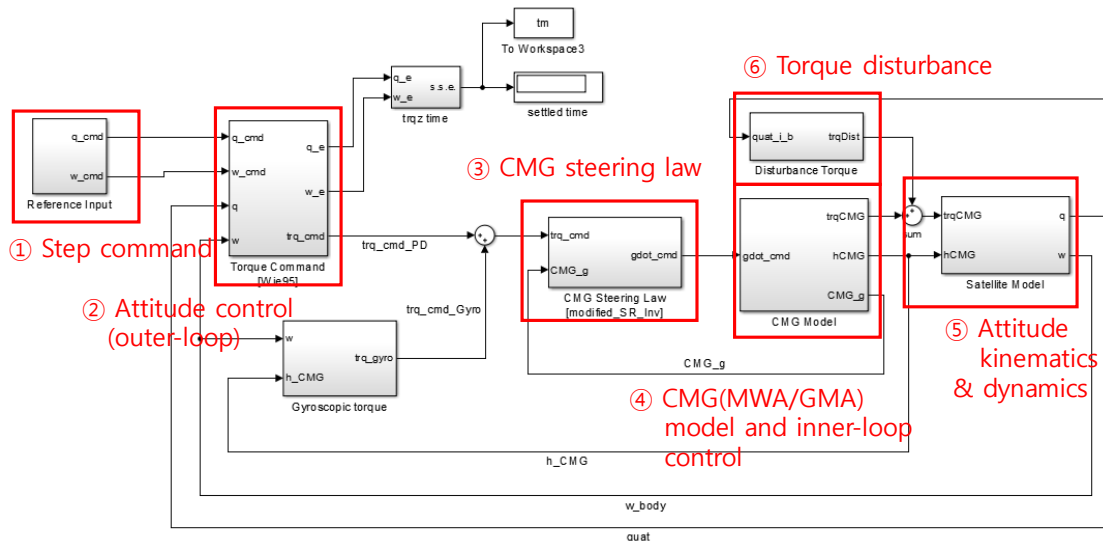 tm
To Workspace3
q_e
w_e
s.s.e.
trqz time
settled time
⑥ Torque disturbance
quat_i_b
trqDist
Disturbance Torque
q_cmd
w_cmd
Reference Input
① Step command
q_cmd
w_cmd
q
w
q_e
w_e
trq_cmd
Torque Command
[Wie95]
② Attitude control
(outer-loop)
trq_cmd_PD
trq_cmd_Gyro
w
h_CMG
trq_gyro
Gyroscopic torque
③ CMG steering law
trq_cmd
CMG_g
gdot_cmd
CMG Steering Law
[modified_SR_Inv]
CMG_g
gdot_cmd
trqCMG
hCMG
CMG_g
CMG Model
④ CMG(MWA/GMA)
model and inner-loop
control
sum
trqCMG
hCMG
q
w
Satellite Model
⑤ Attitude
kinematics
& dynamics
h_CMG
w_body
quat